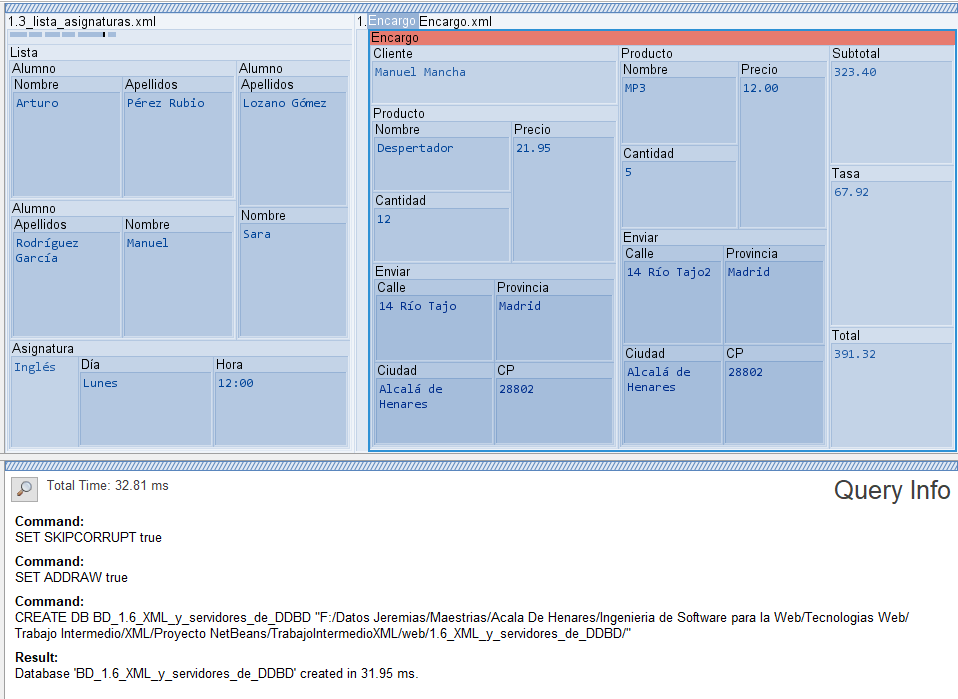 1.3_lista_asignaturas.xml
Lista
Alumno
Nombre
Arturo
Apellidos
Pérez Rubio
Alumno
Apellidos
Lozano Gómez
Nombre
Sara
Alumno
Apellidos
Rodríguez
García
Nombre
Manuel
Asignatura
Inglés
Día
Lunes
Hora
12:00
1.
Encargo
Encargo.xml
Encargo
Cliente
Manuel Mancha
Producto
Nombre
Despertador
Precio
21.95
Cantidad
12
Enviar
Calle
14 Río Tajo
Provincia
Madrid
Ciudad
Alcalá de
Henares
CP
28802
Producto
Nombre
MP3
Precio
12.00
Cantidad
5
Enviar
Calle
14 Río Tajo2
Provincia
Madrid
Ciudad
Alcalá de
Henares
CP
28802
Subtotal
323.40
Tasa
67.92
Total
391.32
Total Time: 32.81 ms
Query Info
Command:
SET SKIPCORRUPT true
Command:
SET ADDRAW true
Command:
CREATE DB BD_1.6_XML_y_servidores_de_DDBD "F:/Datos Jeremias/Maestrias/Acala De Henares/Ingenieria de Software para la Web/Tecnologias Web/
Trabajo Intermedio/XML/Proyecto NetBeans/TrabajoIntermedioXML/web/1.6_XML_y_servidores_de_DDBD/"
Result:
Database 'BD_1.6_XML_y_servidores_de_DDBD' created in 31.95 ms.